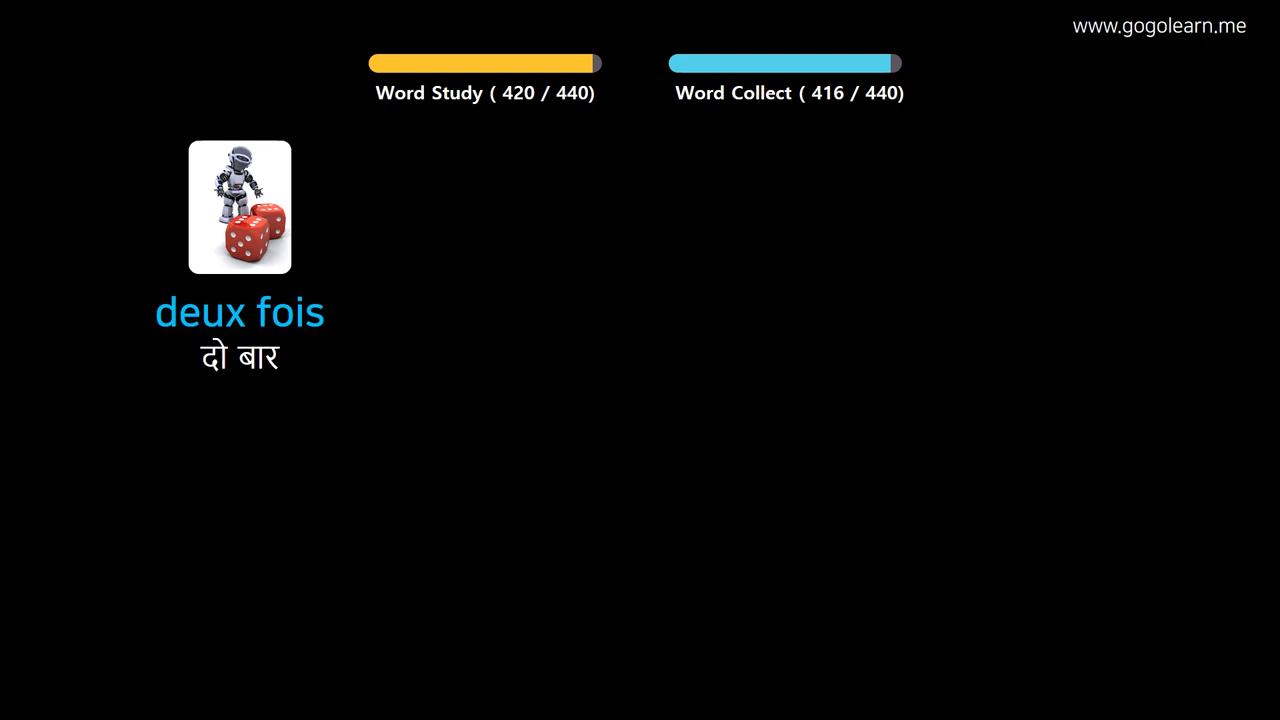 www.gogolearn.me
Word Study ( 420 / 440)
Word Collect ( 416 / 440)
deux fois
दो बार